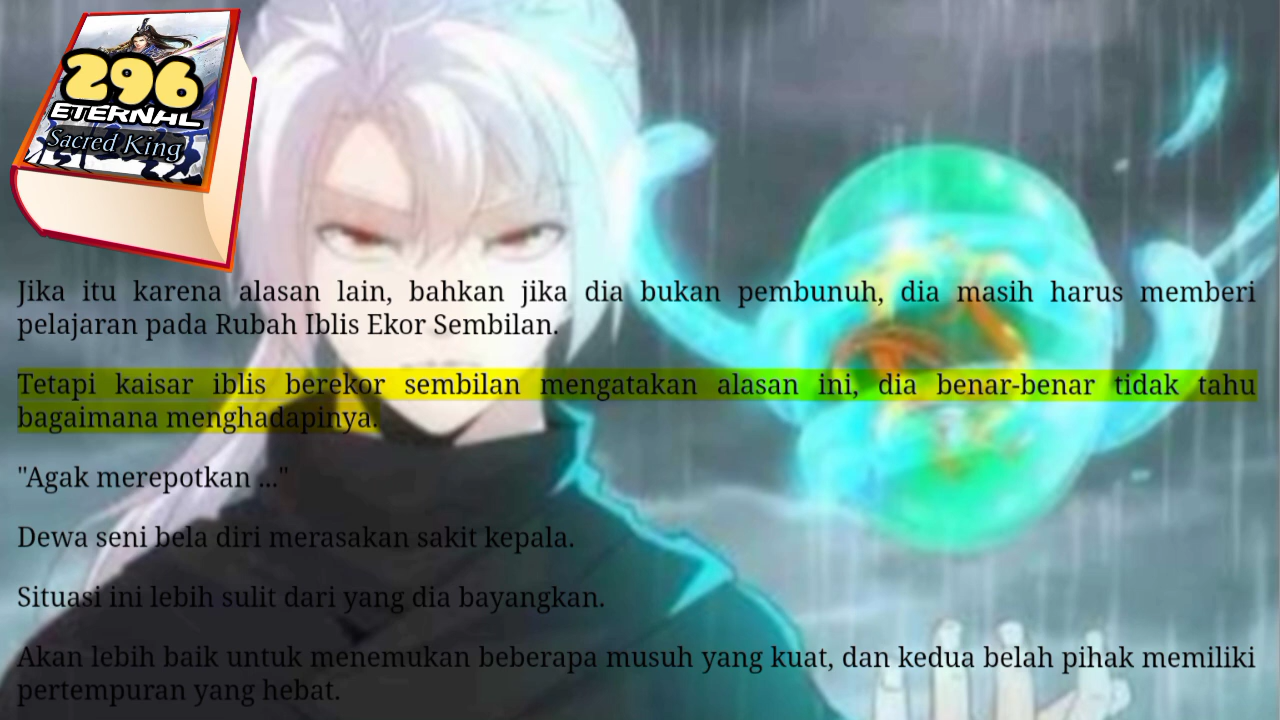 296
ETERNAL
Sacred King
Jika itu karena alasan lain, bahkan jika dia bukan pembunuh, dia masih harus memberi
pelajaran pada Rubah Iblis Ekor Sembilan.
Tetapi kaisar iblis berekor sembilan mengatakan alasan ini, dia benar-benar tidak tahu
bagaimana menghadapinya.
"Agak merepotkan ..."
Dewa seni bela diri merasakan sakit kepala.
Situasi ini lebih sulit dari yang dia bayangkan.
Akan lebih baik untuk menemukan beberapa musuh yang kuat, dan kedua belah pihak memiliki
pertempuran yang hebat.